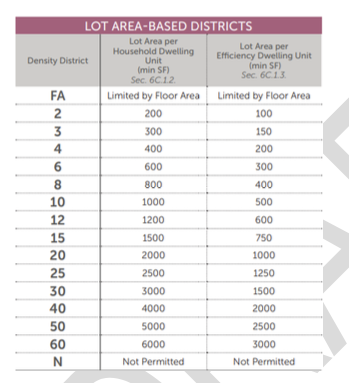 LOT AREA-BASED DISTRICTS
Density District
Lot Area per
Household Dwelling
Unit
(min SF)
Sec. 6C.1.2.
Lot Area per
Efficiency Dwelling Unit
(min SF)
Sec. 6C.1.3.
FA Limited by Floor Area Limited by Floor Area
2 200 100
3 300 150
4 400 200
6 600 300
8 800 400
10 1000 500
12 1200 600
15 1500 750
20 2000 1000
25 2500 1250
30 3000 1500
40 4000 2000
50 5000 2500
60 6000 3000
N Not Permitted Not Permitted